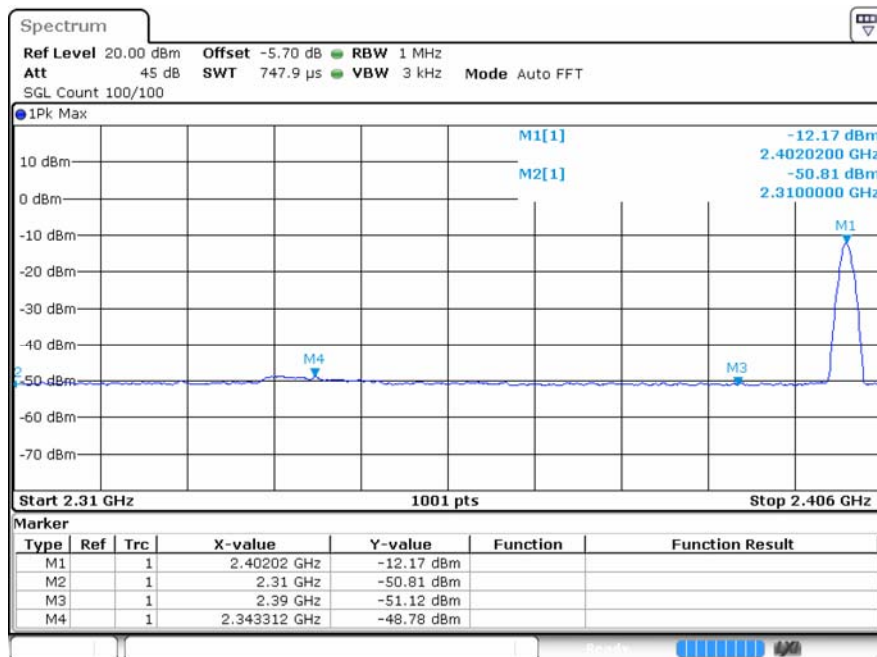 Spectrum
Ref Level 20.00 dBm Offset -5.70 dB RBW 1 MHz
Att 45 dB SWT 747.9 µs VBW 3 kHz Mode Auto FFT
SGL Count 100/100
1Pk Max
M1[1] -12.17 dBm
2.4020200 GHz
M2[1] -50.81 dBm
2.3100000 GHz
10 dBm
0 dBm
M1
-10 dBm
-20 dBm
-30 dBm
-40 dBm
M4
M3
2
-50 dBm
-60 dBm
-70 dBm
Start 2.31 GHz 1001 pts Stop 2.406 GHz
Marker
Type Ref Trc X-value Y-value Function Function Result
M1 1 2.40202 GHz -12.17 dBm
M2 1 2.31 GHz -50.81 dBm
M3 1 2.39 GHz -51.12 dBm
M4 1 2.343312 GHz -48.78 dBm
Ready LXI